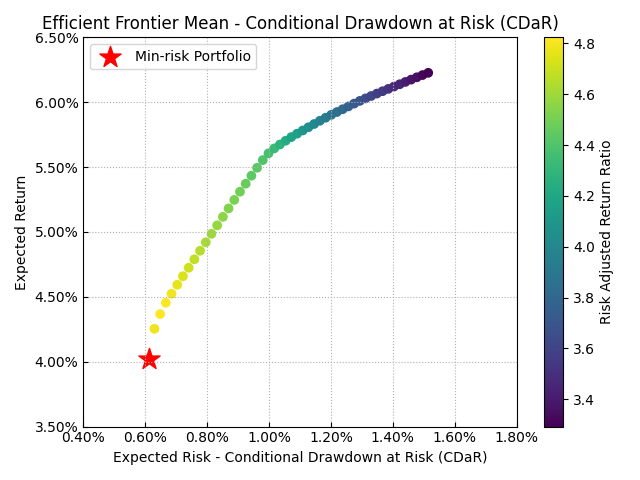 Efficient Frontier Mean - Conditional Drawdown at Risk (CDaR)
Min-risk Portfolio
6.50%
6.00%
5.50%
5.00%
4.50%
4.00%
3.50%
Expected Return
0.40% 0.60% 0.80% 1.00% 1.20% 1.40% 1.60% 1.80%
Expected Risk - Conditional Drawdown at Risk (CDaR)
4.8
4.6
4.4
4.2
4.0
3.8
3.6
3.4
Risk Adjusted Return Ratio